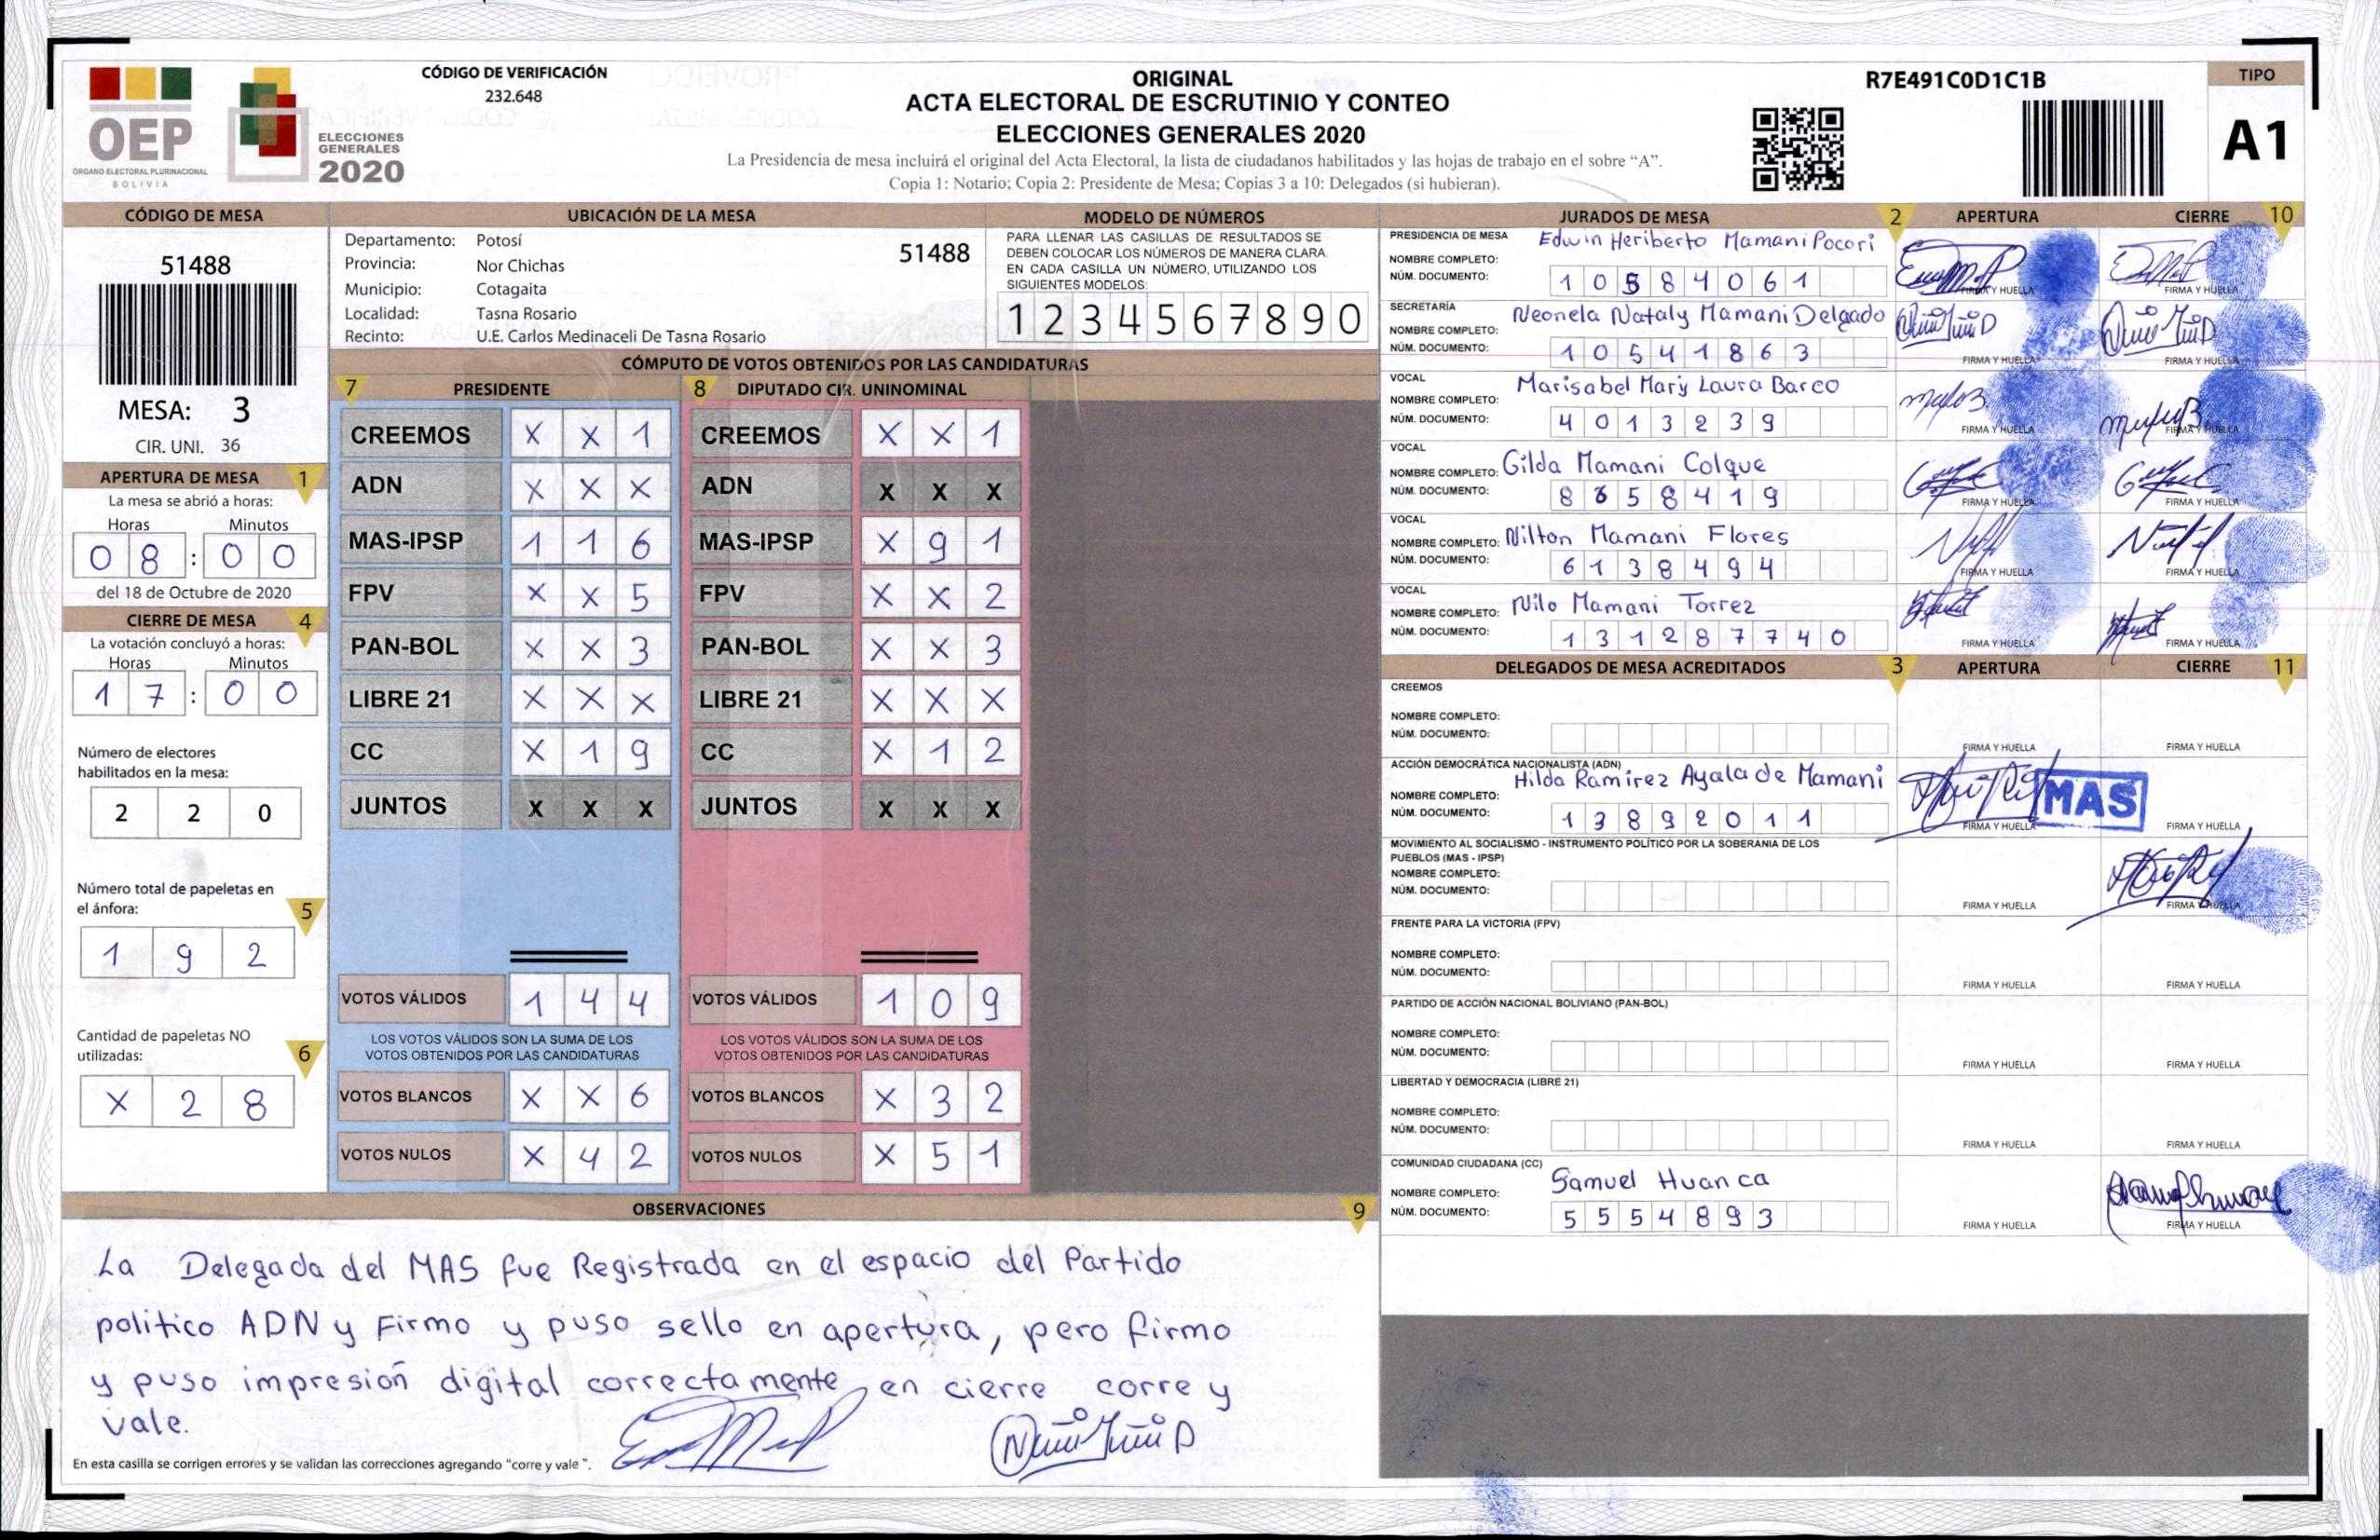 OEP
ÓRGANO ELECTORAL PLURINACIONAL
BOLIVIA
ELECCIONES
GENERALES
2020
CÓDIGO DE VERIFICACIÓN
232.648
ORIGINAL
ACTA ELECTORAL DE ESCRUTINIO Y CONTEO
ELECCIONES GENERALES 2020
La Presidencia de mesa incluirá el original del Acta Electoral, la lista de ciudadanos habilitados y las hojas de trabajo en el sobre “A”.
Copia 1: Notario; Copia 2: Presidente de Mesa; Copias 3 a 10: Delegados (si hubieran).
R7E491C0D1C1B
TIPO
A1
CÓDIGO DE MESA
51488
MESA: 3
CIR. UNI. 36
APERTURA DE MESA 1
La mesa se abrió a horas:
Horas Minutos
0 8 : 0 0
del 18 de Octubre de 2020
CIERRE DE MESA 4
La votación concluyó a horas:
Horas Minutos
1 7 : 0 0
Número de electores
habilitados en la mesa:
2 2 0
Número total de papeletas en
el ánfora: 5
1 9 2
Cantidad de papeletas NO
utilizadas: 6
X 2 8
UBICACIÓN DE LA MESA
Departamento: Potosí 51488
Provincia: Nor Chichas
Municipio: Cotagaita
Localidad: Tasna Rosario
Recinto: U.E. Carlos Medinaceli De Tasna Rosario
MODELO DE NÚMEROS
PARA LLENAR LAS CASILLAS DE RESULTADOS SE
DEBEN COLOCAR LOS NÚMEROS DE MANERA CLARA.
EN CADA CASILLA UN NÚMERO, UTILIZANDO LOS
SIGUIENTES MODELOS:
1 2 3 4 5 6 7 8 9 0
CÓMPUTO DE VOTOS OBTENIDOS POR LAS CANDIDATURAS
7 PRESIDENTE
CREEMOS X X 1
ADN X X X
MAS-IPSP 1 1 6
FPV X X 5
PAN-BOL X X 3
LIBRE 21 X X X
CC X 1 9
JUNTOS X X X
VOTOS VÁLIDOS 1 4 4
LOS VOTOS VÁLIDOS SON LA SUMA DE LOS
VOTOS OBTENIDOS POR LAS CANDIDATURAS
VOTOS BLANCOS X X 6
VOTOS NULOS X 4 2
8 DIPUTADO CIR. UNINOMINAL
CREEMOS X X 1
ADN X X X
MAS-IPSP X 9 1
FPV X X 2
PAN-BOL X X 3
LIBRE 21 X X X
CC X 1 2
JUNTOS X X X
VOTOS VÁLIDOS 1 0 9
LOS VOTOS VÁLIDOS SON LA SUMA DE LOS
VOTOS OBTENIDOS POR LAS CANDIDATURAS
VOTOS BLANCOS X 3 2
VOTOS NULOS X 5 1
OBSERVACIONES 9
La Delegada del MAS fue Registrada en el espacio del Partido
politico ADN y Firmo y puso sello en apertura, pero firmo
y puso impresión digital correctamente en cierre corre y
vale.
En esta casilla se corrigen errores y se validan las correcciones agregando “corre y vale ”.
JURADOS DE MESA 2 APERTURA CIERRE 10
PRESIDENCIA DE MESA
NOMBRE COMPLETO: Edwin Heriberto Mamani Pocori
NÚM. DOCUMENTO: 1 0 5 8 4 0 6 1
FIRMA Y HUELLA FIRMA Y HUELLA
SECRETARÍA
NOMBRE COMPLETO: Neonela Nataly Mamani Delgado
NÚM. DOCUMENTO: 1 0 5 4 1 8 6 3
FIRMA Y HUELLA FIRMA Y HUELLA
VOCAL
NOMBRE COMPLETO: Marisabel Mary Laura Barco
NÚM. DOCUMENTO: 4 0 1 3 2 3 9
FIRMA Y HUELLA FIRMA Y HUELLA
VOCAL
NOMBRE COMPLETO: Gilda Mamani Colque
NÚM. DOCUMENTO:
FIRMA Y HUELLA FIRMA Y HUELLA
VOCAL
NOMBRE COMPLETO: Nilton Mamani Flores
NÚM. DOCUMENTO: 6 1 3 8 4 9 4
FIRMA Y HUELLA FIRMA Y HUELLA
VOCAL
NOMBRE COMPLETO: Nilo Mamani Torrez
NÚM. DOCUMENTO: 1 3 1 2 8 7 7 4 0
FIRMA Y HUELLA FIRMA Y HUELLA
DELEGADOS DE MESA ACREDITADOS 3 APERTURA CIERRE 11
CREEMOS
NOMBRE COMPLETO:
NÚM. DOCUMENTO:
FIRMA Y HUELLA FIRMA Y HUELLA
ACCIÓN DEMOCRÁTICA NACIONALISTA (ADN)
NOMBRE COMPLETO: Hilda Ramirez Ayala de Mamani
NÚM. DOCUMENTO: 1 3 8 9 2 0 1 1
MAS
FIRMA Y HUELLA FIRMA Y HUELLA
MOVIMIENTO AL SOCIALISMO - INSTRUMENTO POLÍTICO POR LA SOBERANIA DE LOS
PUEBLOS (MAS - IPSP)
NOMBRE COMPLETO:
NÚM. DOCUMENTO:
FIRMA Y HUELLA FIRMA Y HUELLA
FRENTE PARA LA VICTORIA (FPV)
NOMBRE COMPLETO:
NÚM. DOCUMENTO:
FIRMA Y HUELLA FIRMA Y HUELLA
PARTIDO DE ACCIÓN NACIONAL BOLIVIANO (PAN-BOL)
NOMBRE COMPLETO:
NÚM. DOCUMENTO:
FIRMA Y HUELLA FIRMA Y HUELLA
LIBERTAD Y DEMOCRACIA (LIBRE 21)
NOMBRE COMPLETO:
NÚM. DOCUMENTO:
FIRMA Y HUELLA FIRMA Y HUELLA
COMUNIDAD CIUDADANA (CC)
NOMBRE COMPLETO: Samuel Huanca
NÚM. DOCUMENTO: 5 5 5 4 8 9 3
FIRMA Y HUELLA FIRMA Y HUELLA